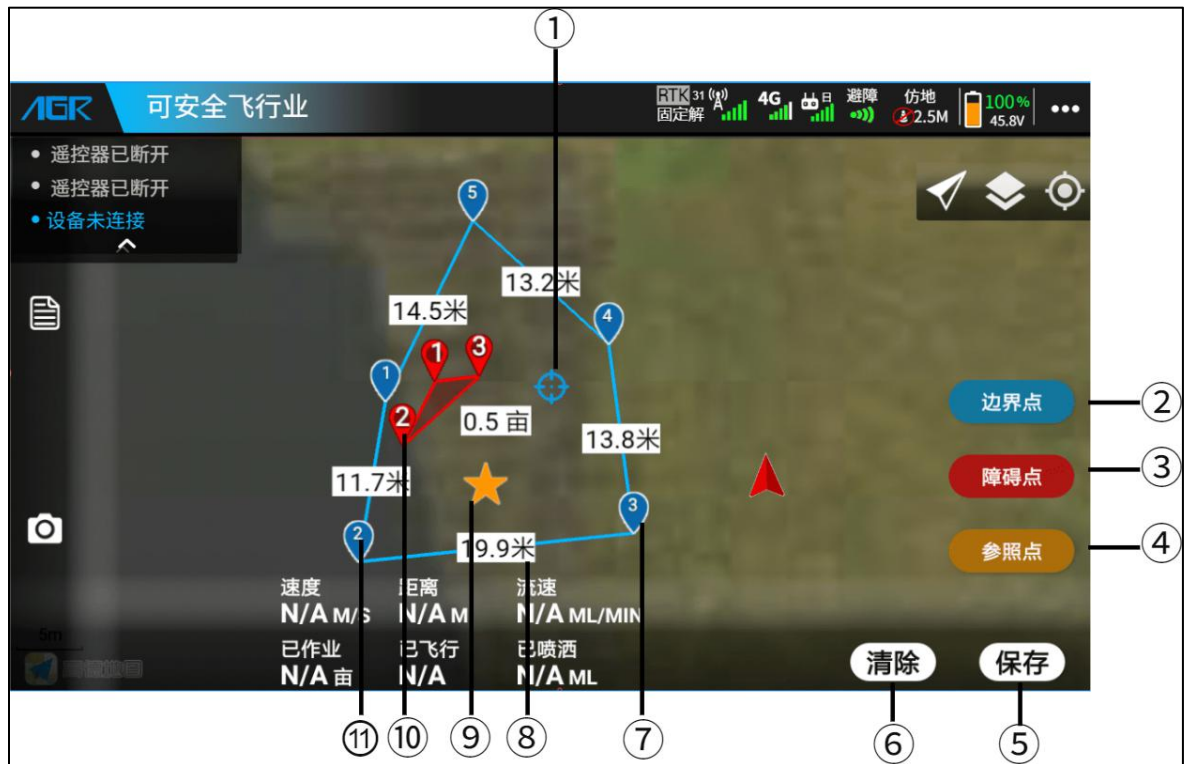 ①
AGR 可安全飞行业 RTK 31 固定解 4G 日 避障 仿地 2.5M 100% 45.8V
遥控器已断开
遥控器已断开
设备未连接
5
13.2米
14.5米
4
1 3
1
边界点 ②
2 0.5 亩
13.8米
障碍点 ③
11.7米
3
2
19.9米
参照点 ④
速度 距离 流速
N/A M/S N/A M N/A ML/MIN
5m
已作业 已飞行 已喷洒
N/A 亩 N/A N/A ML
高德地图
清除 保存
⑪ ⑩ ⑨ ⑧ ⑦ ⑥ ⑤